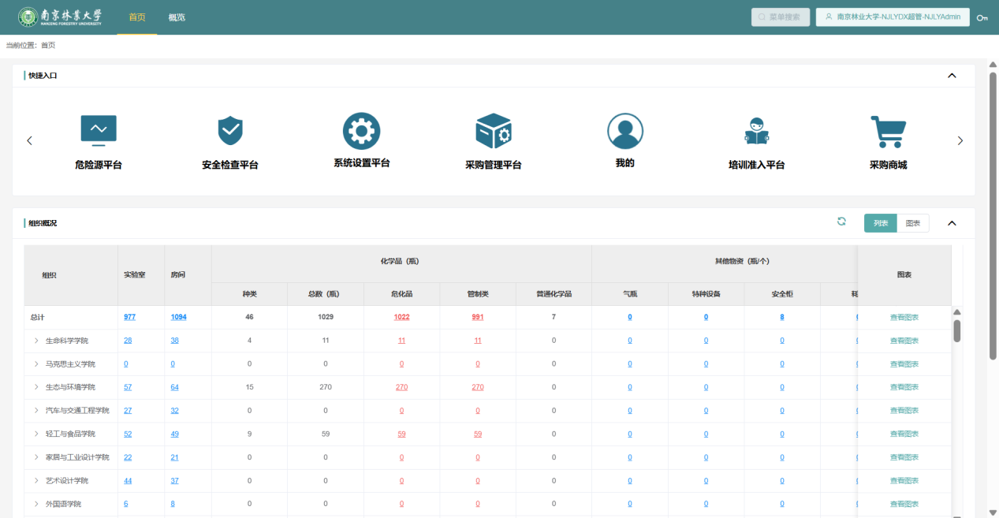 南京林业大学 首页 概览 菜单搜索 南京林业大学-NJLYDX超管-NJLYAdmin
NANJING FORESTRY UNIVERSITY
当前位置：首页
快捷入口
危险源平台 安全检查平台 系统设置平台 采购管理平台 我的 培训准入平台 采购商城
组织概况 列表 图表
组织 实验室 房间 化学品（瓶） 其他物资（瓶/个） 图表
种类 总数（瓶） 危化品 管制类 普通化学品 气瓶 特种设备 安全柜
总计 977 1094 46 1029 1022 991 7 0 0 8 查看图表
生命科学学院 28 38 4 11 11 11 0 0 0 0 查看图表
马克思主义学院 0 0 0 0 0 0 0 0 0 0 查看图表
生态与环境学院 57 64 15 270 270 270 0 0 0 0 查看图表
汽车与交通工程学院 27 32 0 0 0 0 0 0 0 0 查看图表
轻工与食品学院 52 49 9 59 59 59 0 0 0 0 查看图表
家居与工业设计学院 22 21 0 0 0 0 0 0 0 0 查看图表
艺术设计学院 44 37 0 0 0 0 0 0 0 0 查看图表
外国语学院 6 8 0 0 0 0 0 0 0 0 查看图表